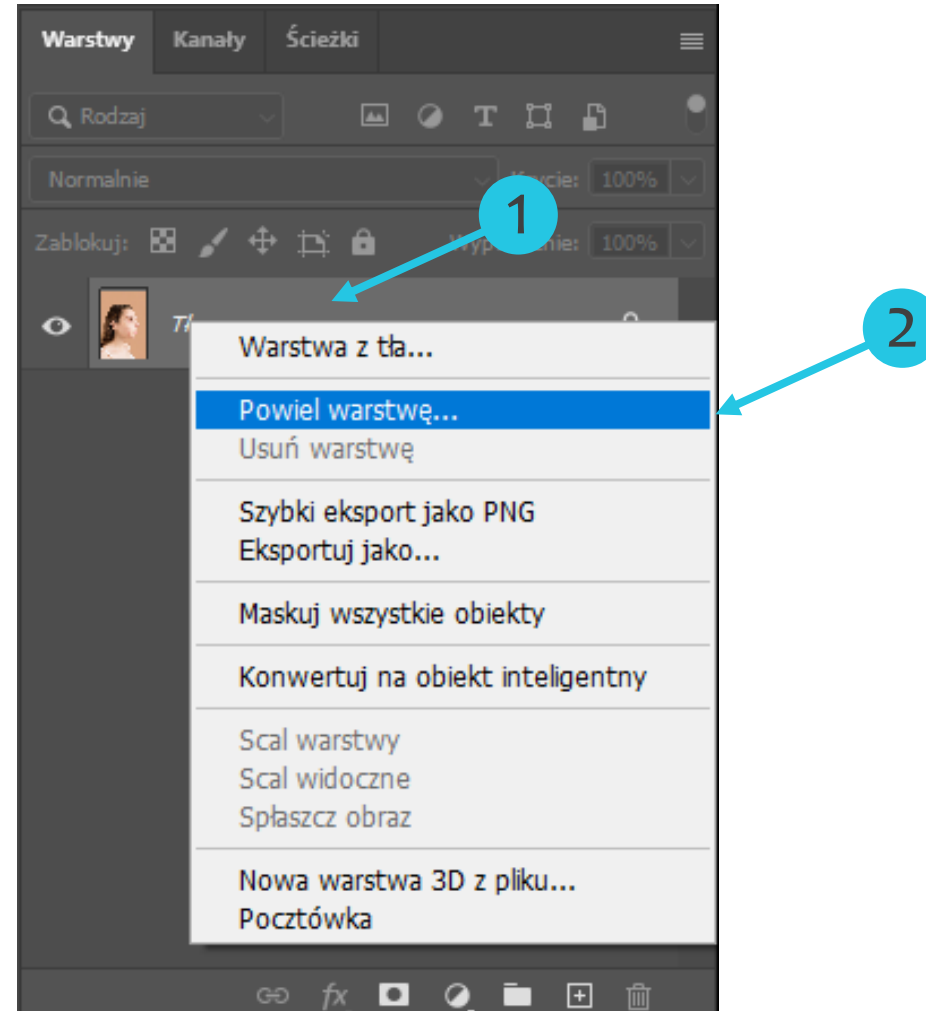 Warstwy Kanały Ścieżki
Rodzaj
Normalnie 100%
1
Zablokuj: 100%
2
Warstwa z tła...
Powiel warstwę...
Usuń warstwę
Szybki eksport jako PNG
Eksportuj jako...
Maskuj wszystkie obiekty
Konwertuj na obiekt inteligentny
Scal warstwy
Scal widoczne
Spłaszcz obraz
Nowa warstwa 3D z pliku...
Pocztówka
fx